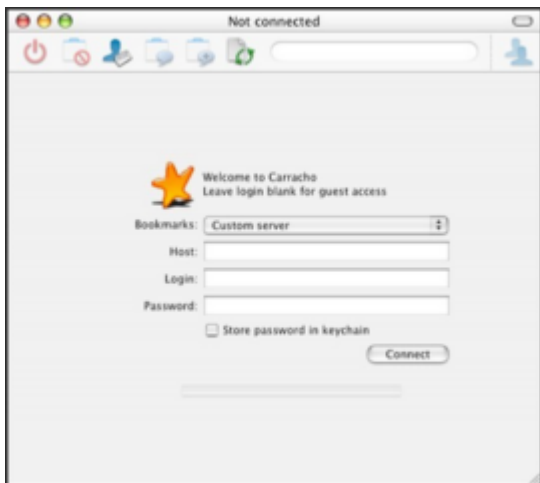 Not connected
Welcome to Carracho
Leave login blank for guest access
Bookmarks: Custom server
Host:
Login:
Password:
Store password in keychain
Connect